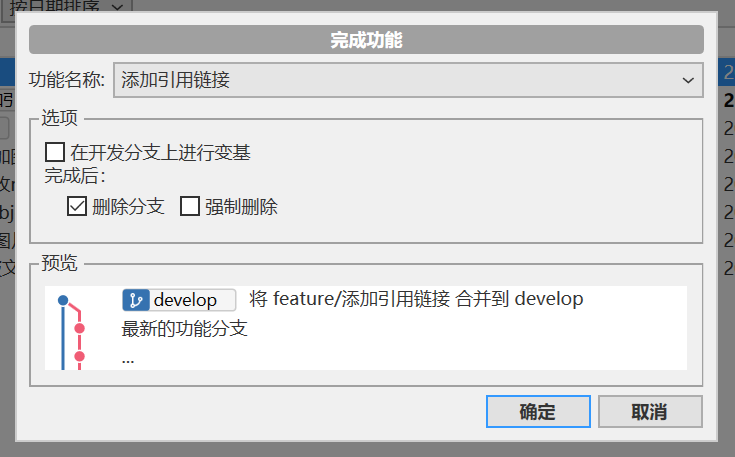 按日期排序
完成功能
功能名称: 添加引用链接
选项
在开发分支上进行变基
完成后：
删除分支 强制删除
预览
develop 将 feature/添加引用链接 合并到 develop
最新的功能分支
...
确定 取消